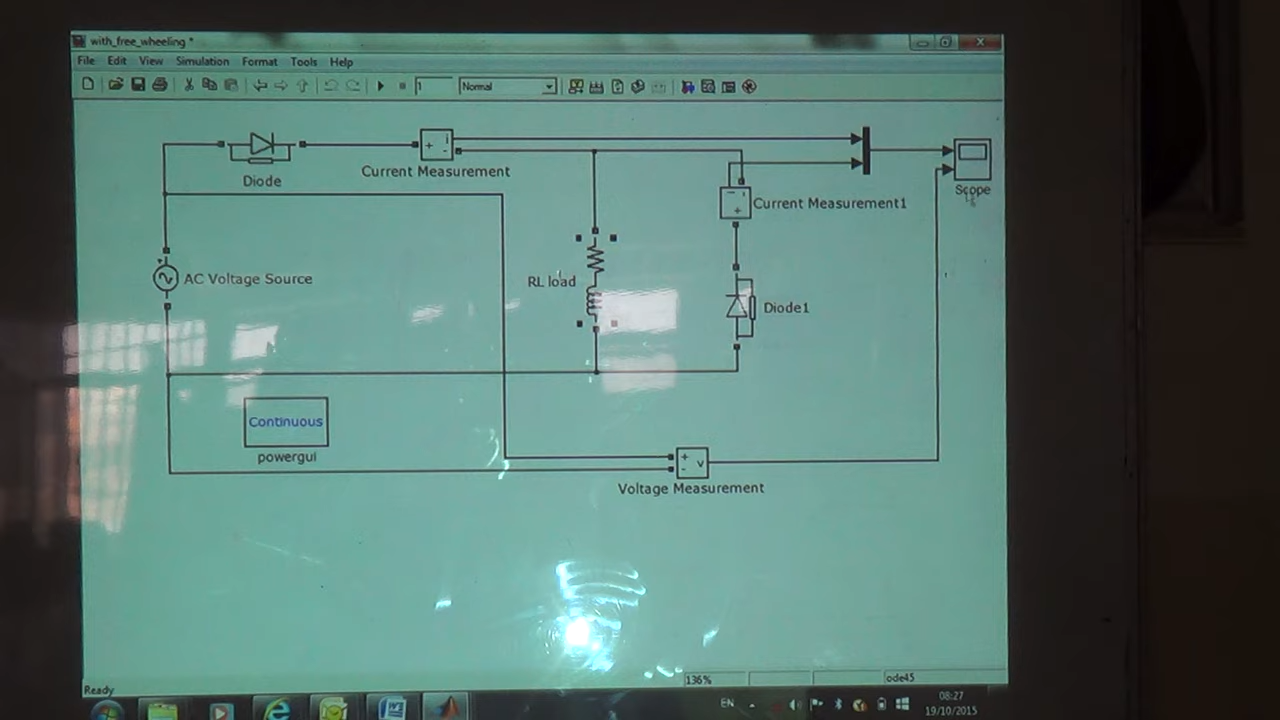 with_free_wheeling *
File Edit View Simulation Format Tools Help
1 Normal
Diode
Current Measurement
Scope
Current Measurement1
AC Voltage Source
RL load
Diode1
Continuous
powergui
Voltage Measurement
Ready 136% ode45
EN 08:27
19/10/2015